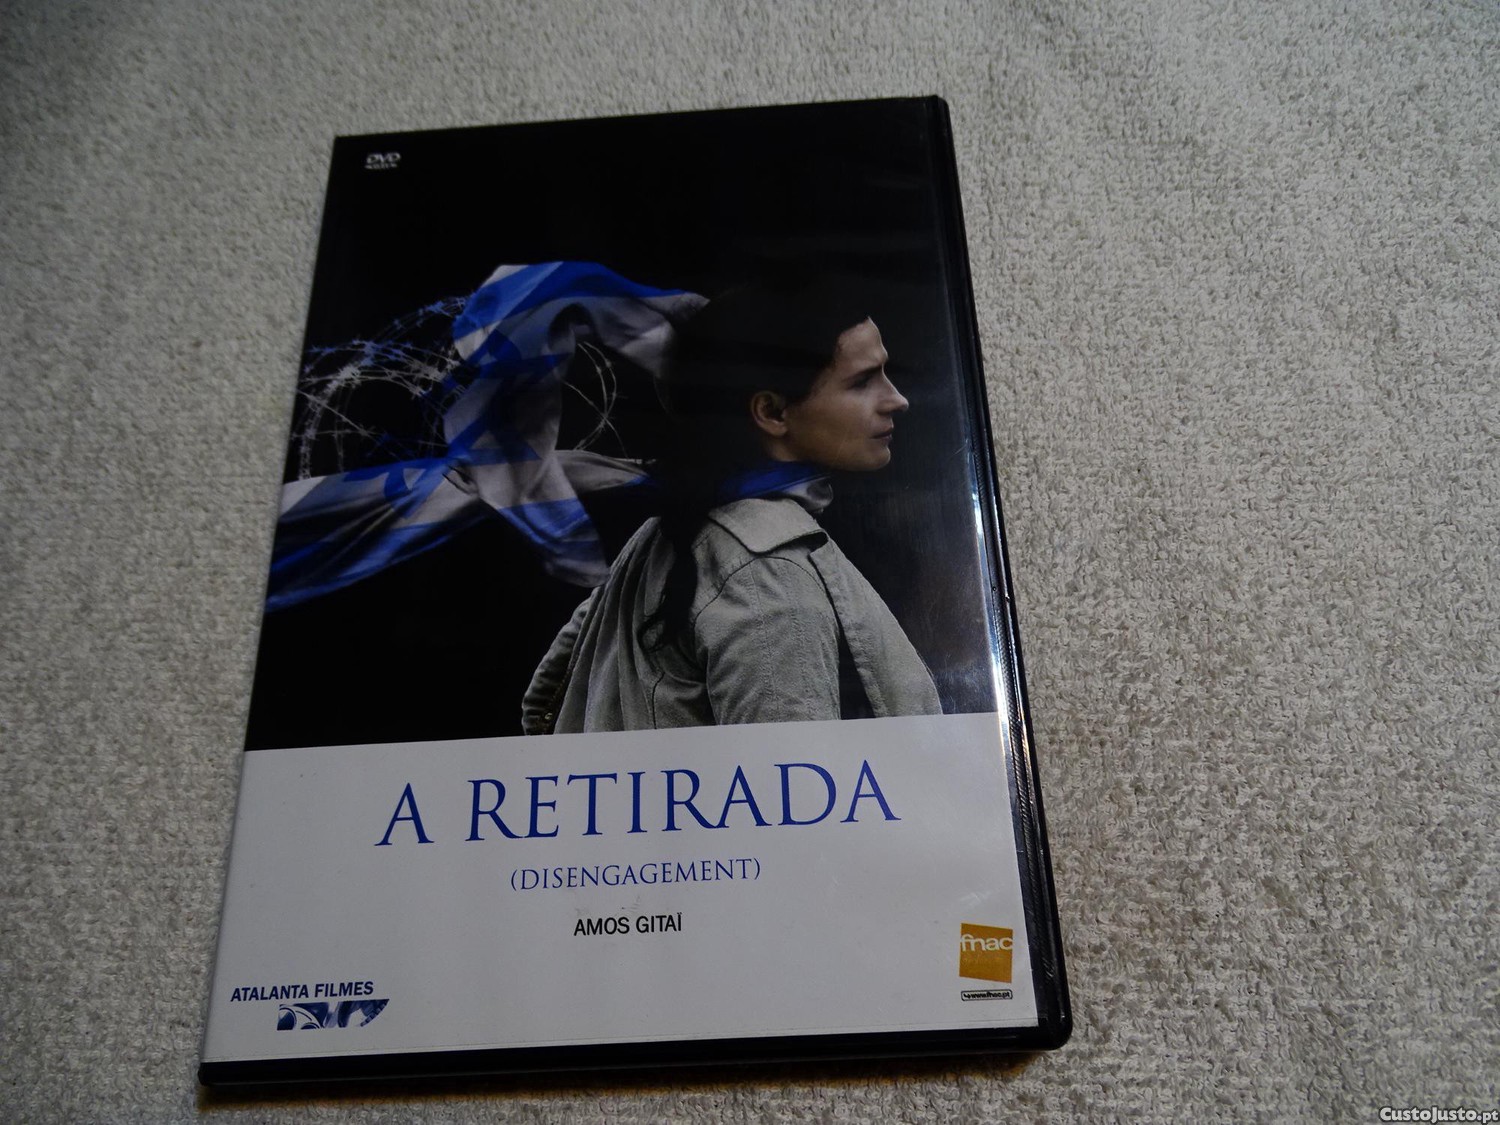 DVD
A RETIRADA
(DISENGAGEMENT)
AMOS GITAÏ
fnac
www.fnac.pt
ATALANTA FILMES
CustoJusto.pt